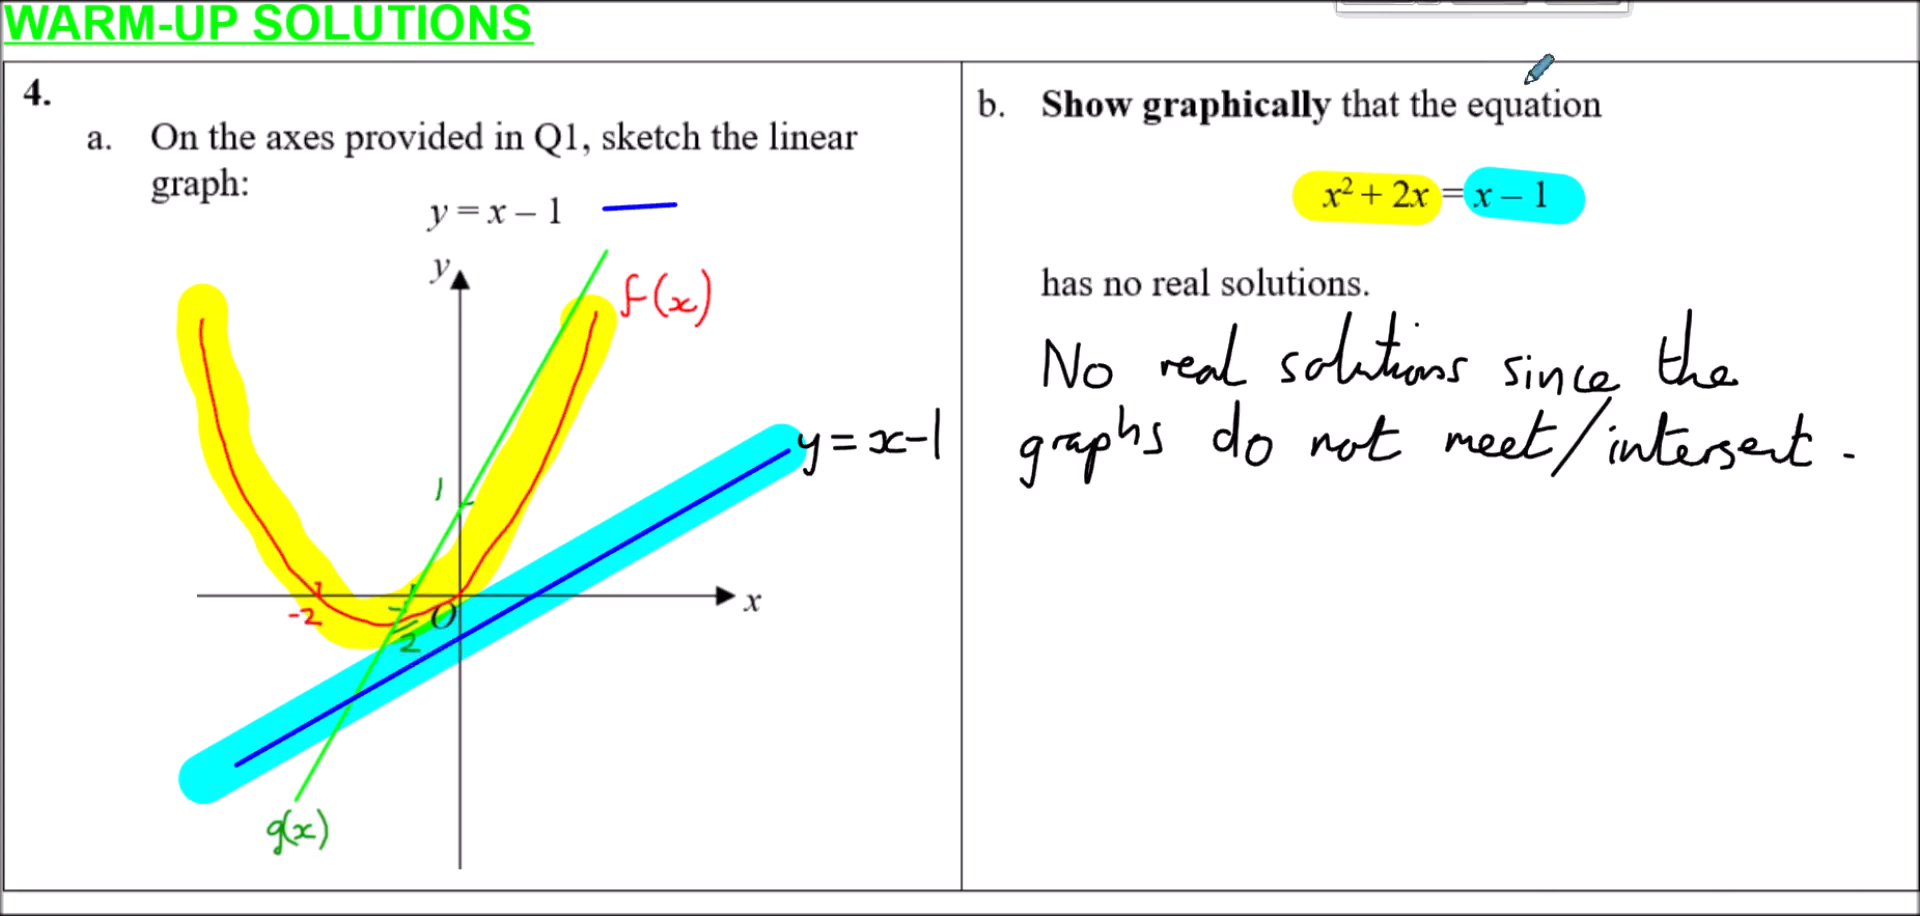 WARM-UP SOLUTIONS
4.
a. On the axes provided in Q1, sketch the linear
graph:
y = x – 1
y
f(x)
y = x-1
1
-2
-1
2
O
x
g(x)
b. Show graphically that the equation
x² + 2x = x – 1
has no real solutions.
No real solutions since the
graphs do not meet/intersect.